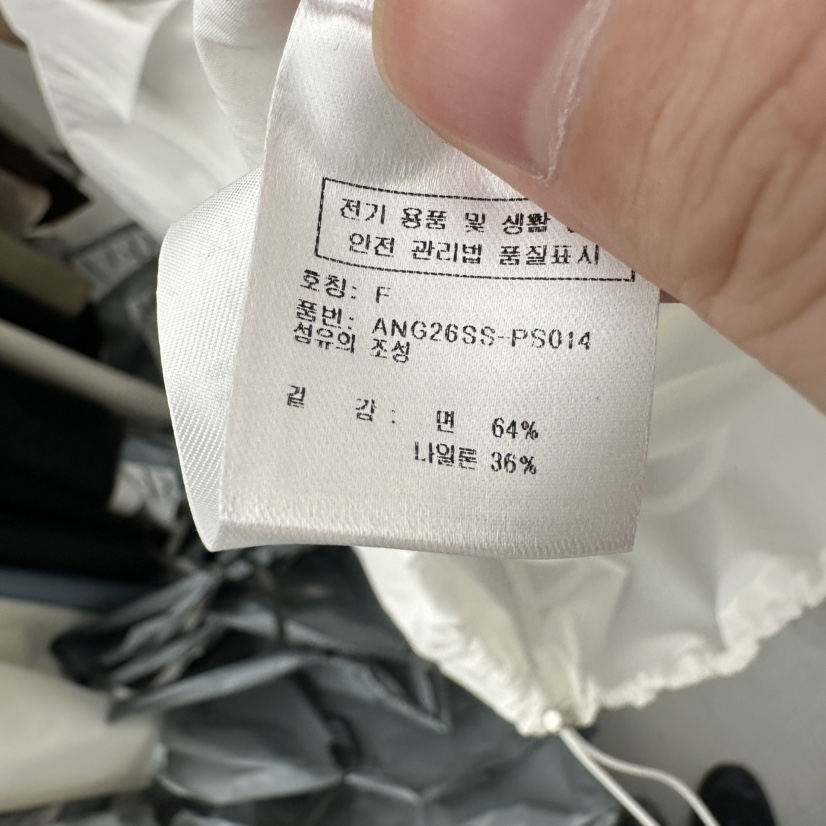 전기 용품 및 생활
안전 관리법 품질표시
호칭: F
품번: ANG26SS-PS014
섬유의 조성
겉 감: 면 64%
나일론 36%